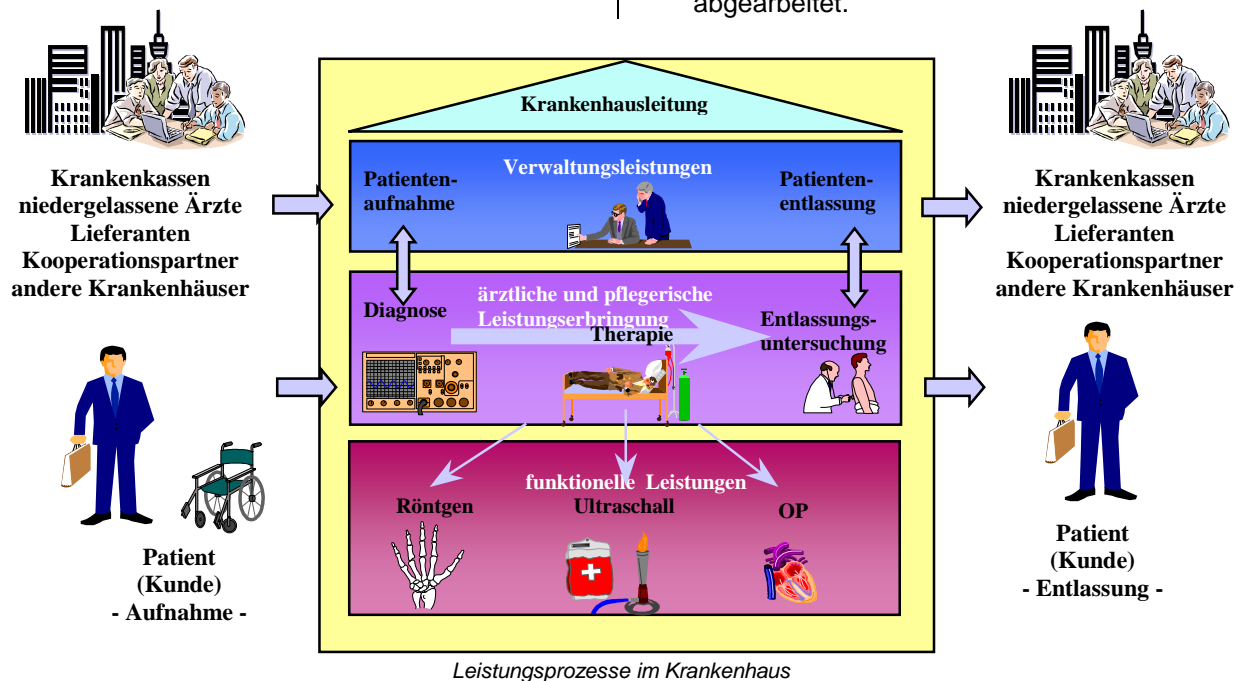 abgearbeitet.
Krankenkassen
niedergelassene Ärzte
Lieferanten
Kooperationspartner
andere Krankenhäuser
Patient
(Kunde)
- Aufnahme -
Krankenhausleitung
Verwaltungsleistungen
Patienten-
aufnahme
Patienten-
entlassung
ärztliche und pflegerische
Leistungserbringung
Diagnose
Therapie
Entlassungs-
untersuchung
funktionelle Leistungen
Röntgen
Ultraschall
OP
Krankenkassen
niedergelassene Ärzte
Lieferanten
Kooperationspartner
andere Krankenhäuser
Patient
(Kunde)
- Entlassung -
Leistungsprozesse im Krankenhaus